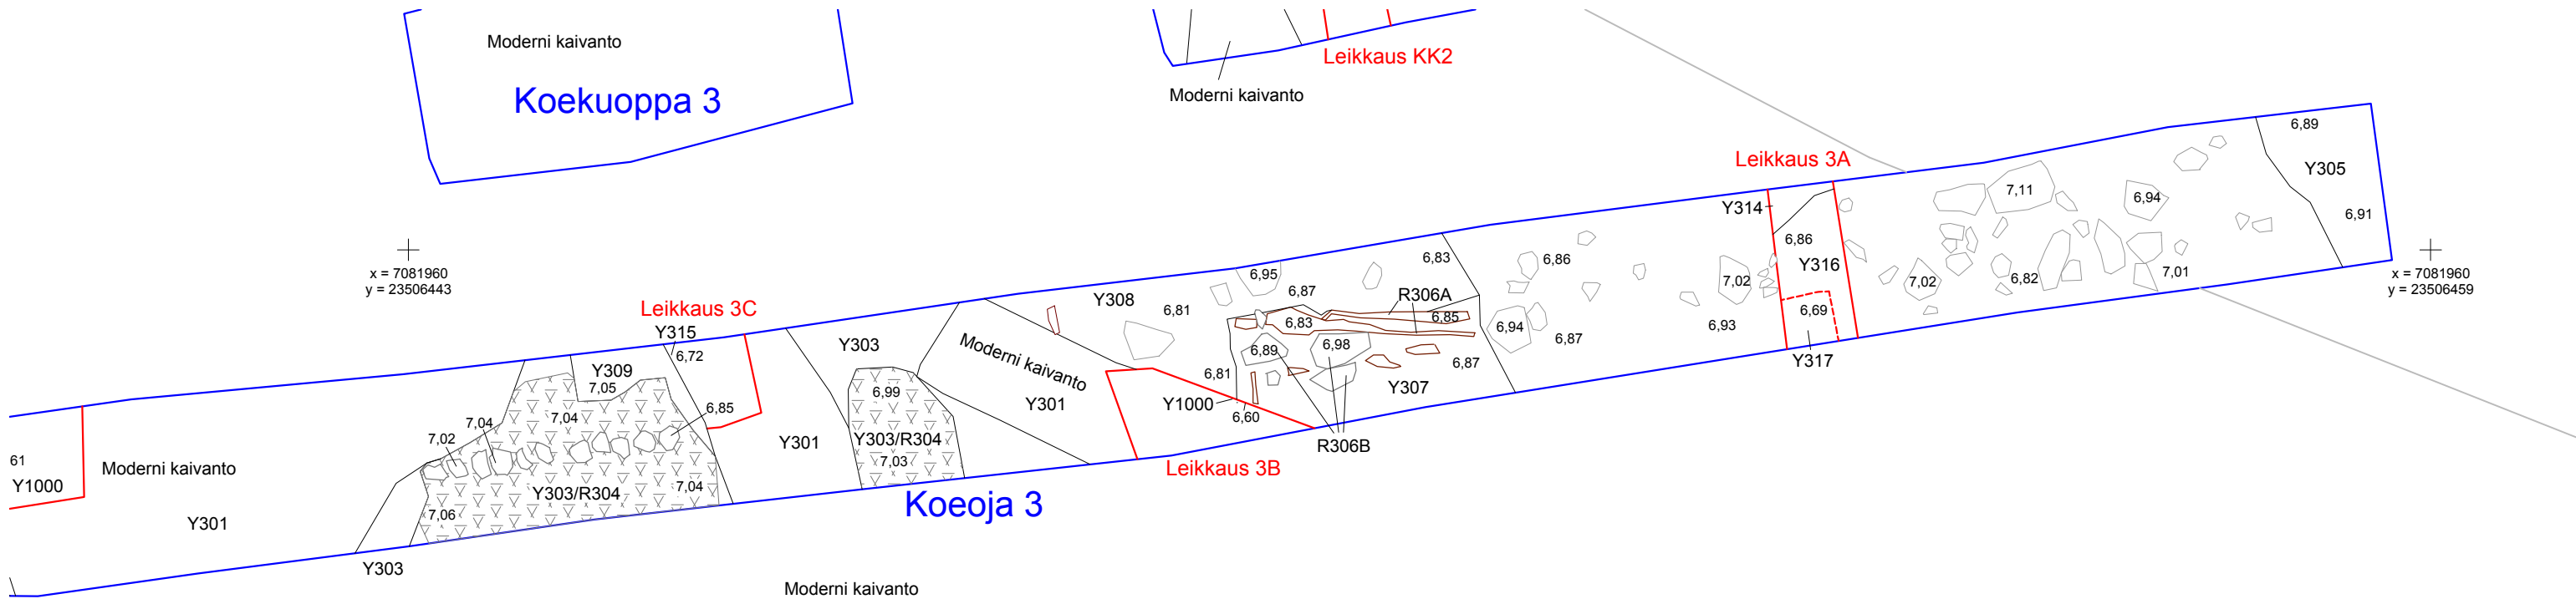 Moderni kaivanto
Koekuoppa 3
Leikkaus KK2
Moderni kaivanto
Leikkaus 3A
6,89
Y305
6,91
7,11
6,94
Y314
6,86
Y316
6,69
Y317
7,02
6,82
7,01
x = 7081960
y = 23506459
x = 7081960
y = 23506443
6,86
7,02
6,93
6,94
6,87
6,83
6,95
6,87
R306A
6,85
6,83
6,89
6,98
6,87
Y307
R306B
Y308
6,81
6,81
Y1000
6,60
Leikkaus 3B
Moderni kaivanto
Y301
Leikkaus 3C
Y315
6,72
Y303
6,99
Y303/R304
7,03
Y301
Y309
7,05
7,04
6,85
7,04
7,02
Y303/R304
7,04
7,06
Y303
61
Y1000
Moderni kaivanto
Y301
Koeoja 3
Moderni kaivanto